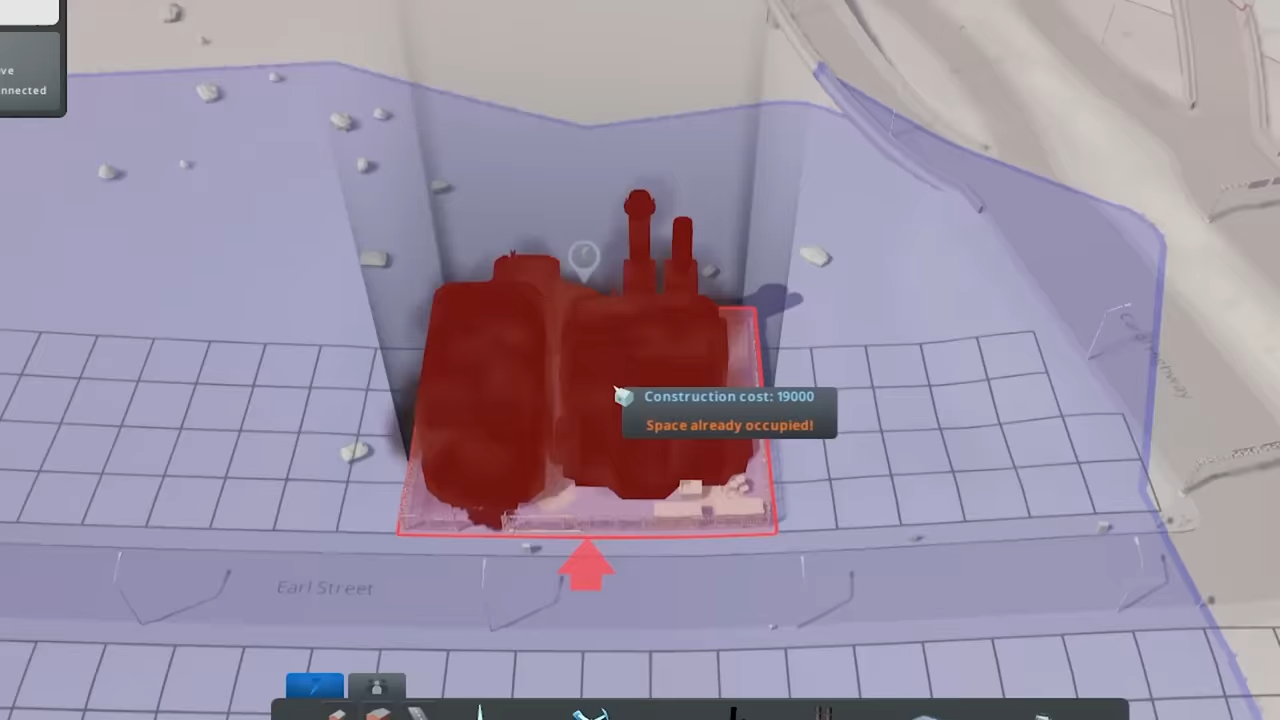 ve
nnected
Construction cost: 19000
Space already occupied!
Earl Street